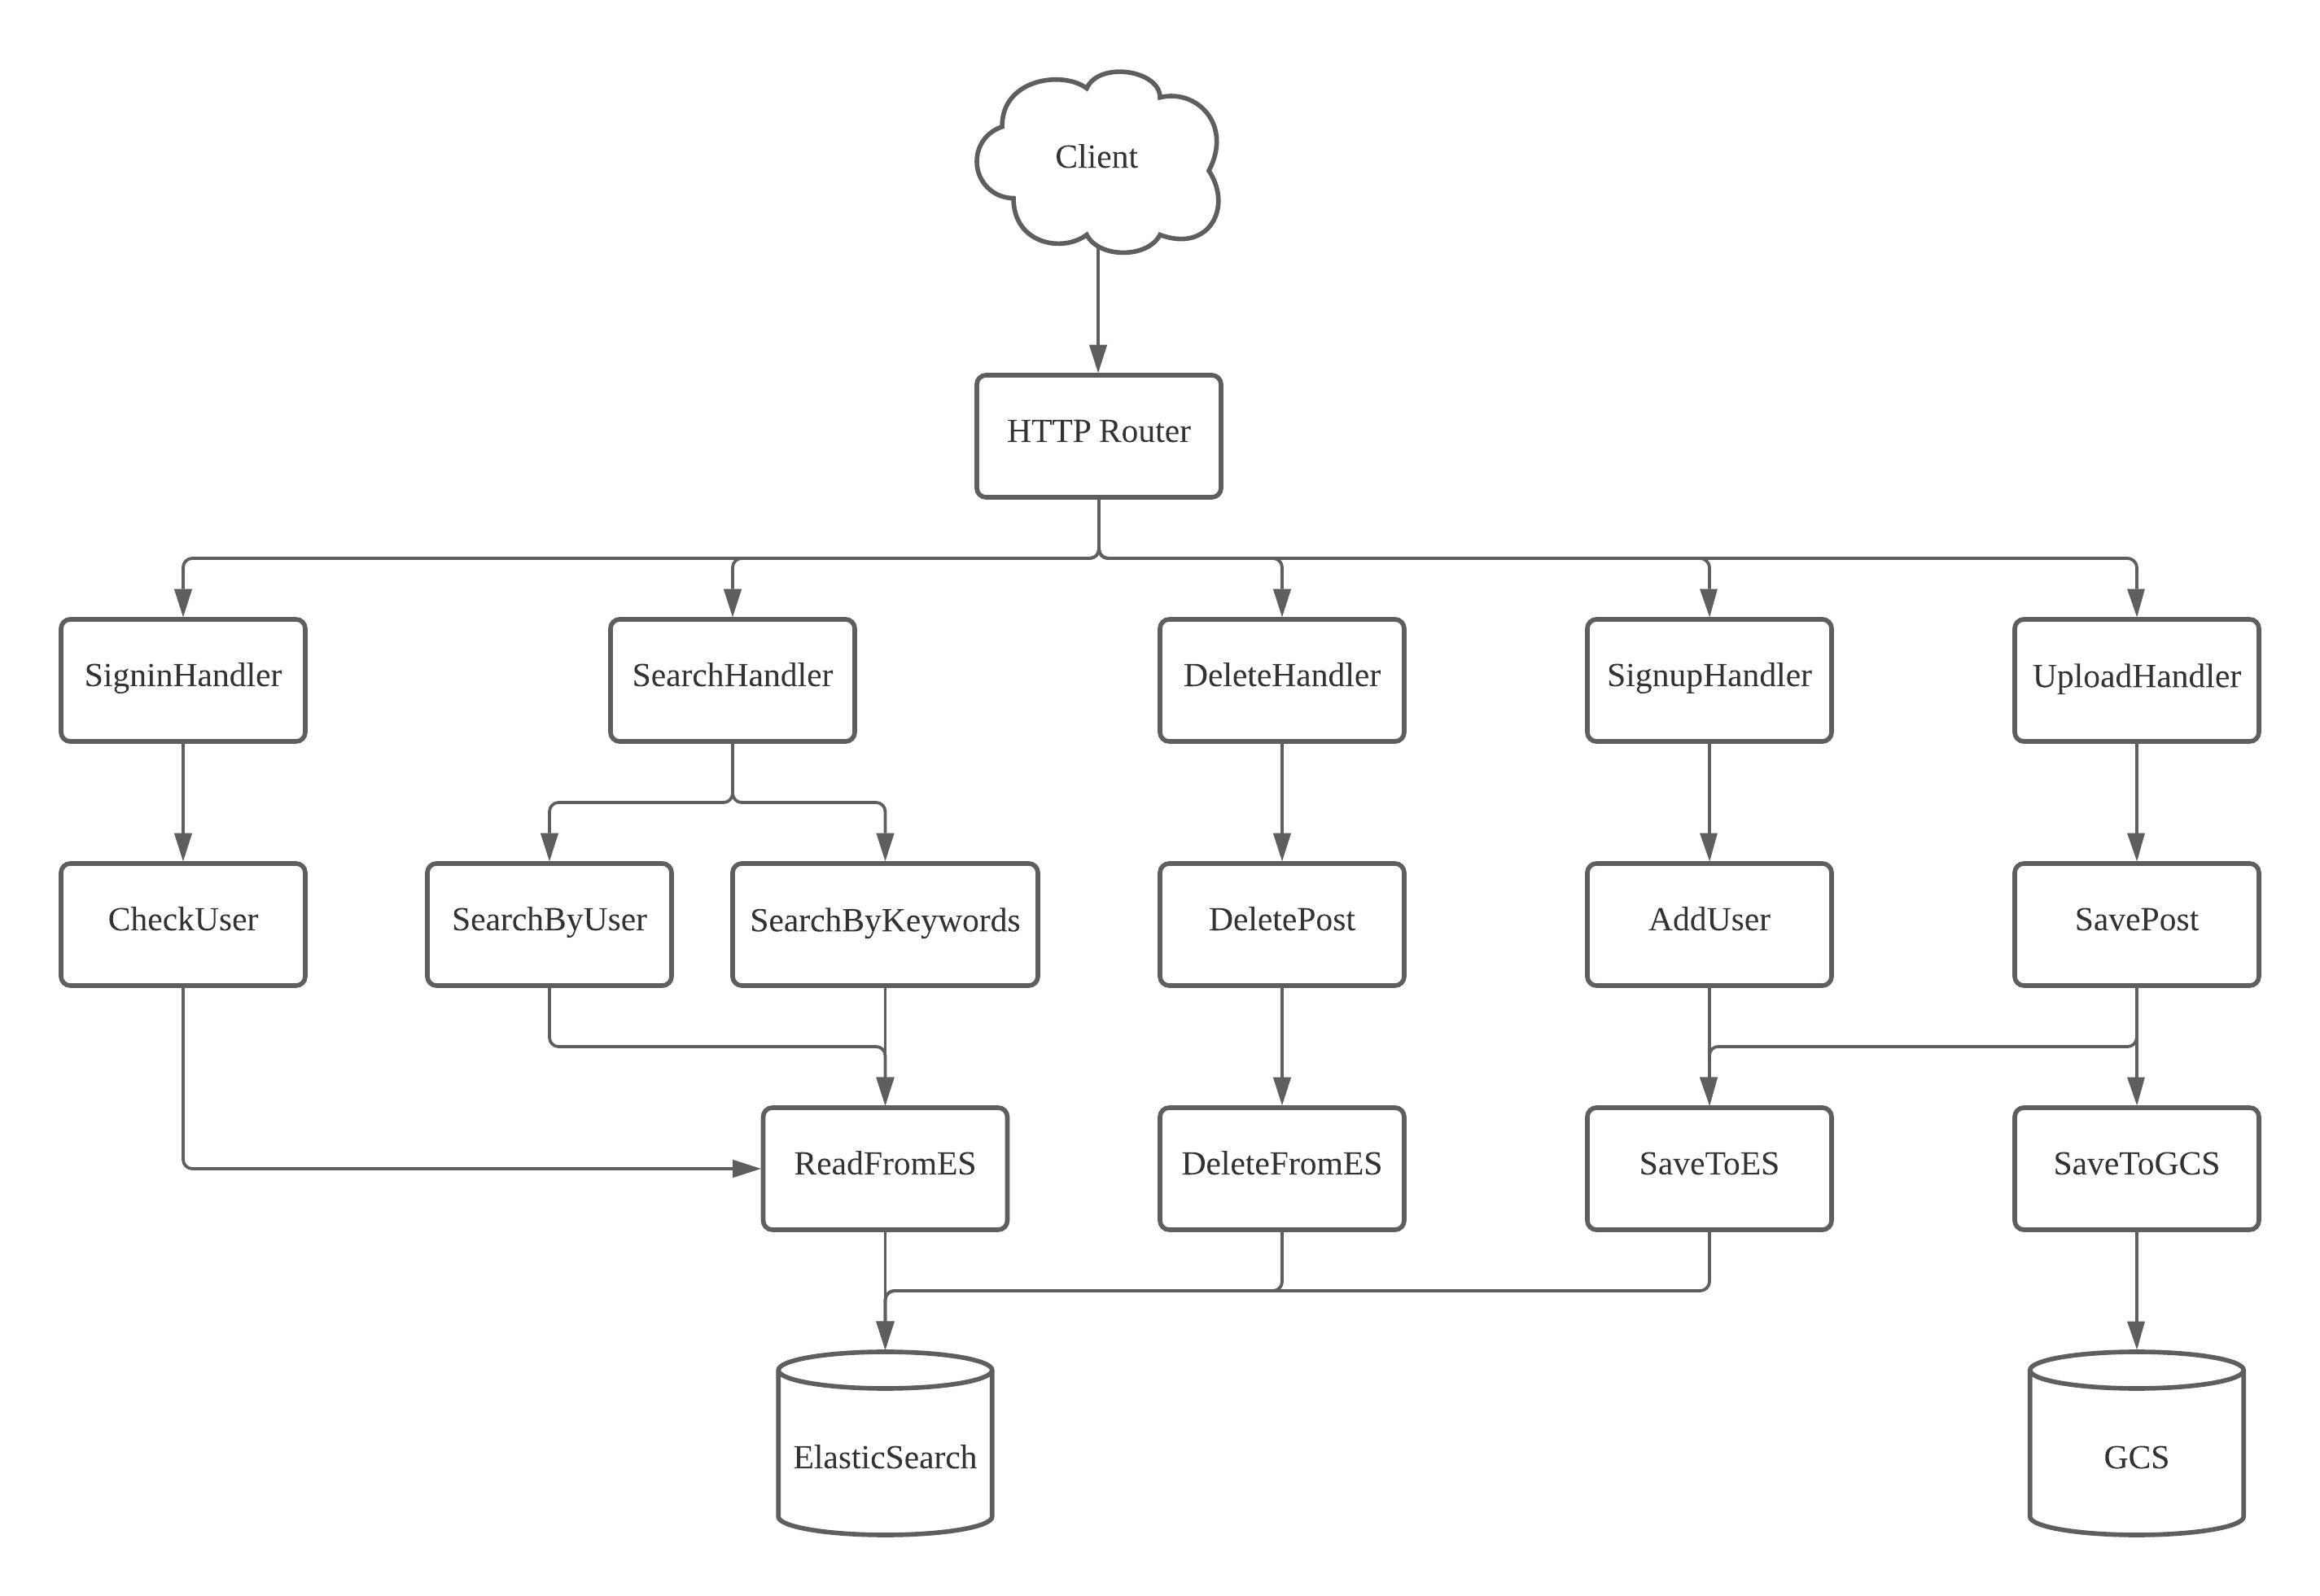 Client
HTTP Router
SigninHandler
SearchHandler
DeleteHandler
SignupHandler
UploadHandler
CheckUser
SearchByUser
SearchByKeywords
DeletePost
AddUser
SavePost
ReadFromES
DeleteFromES
SaveToES
SaveToGCS
ElasticSearch
GCS